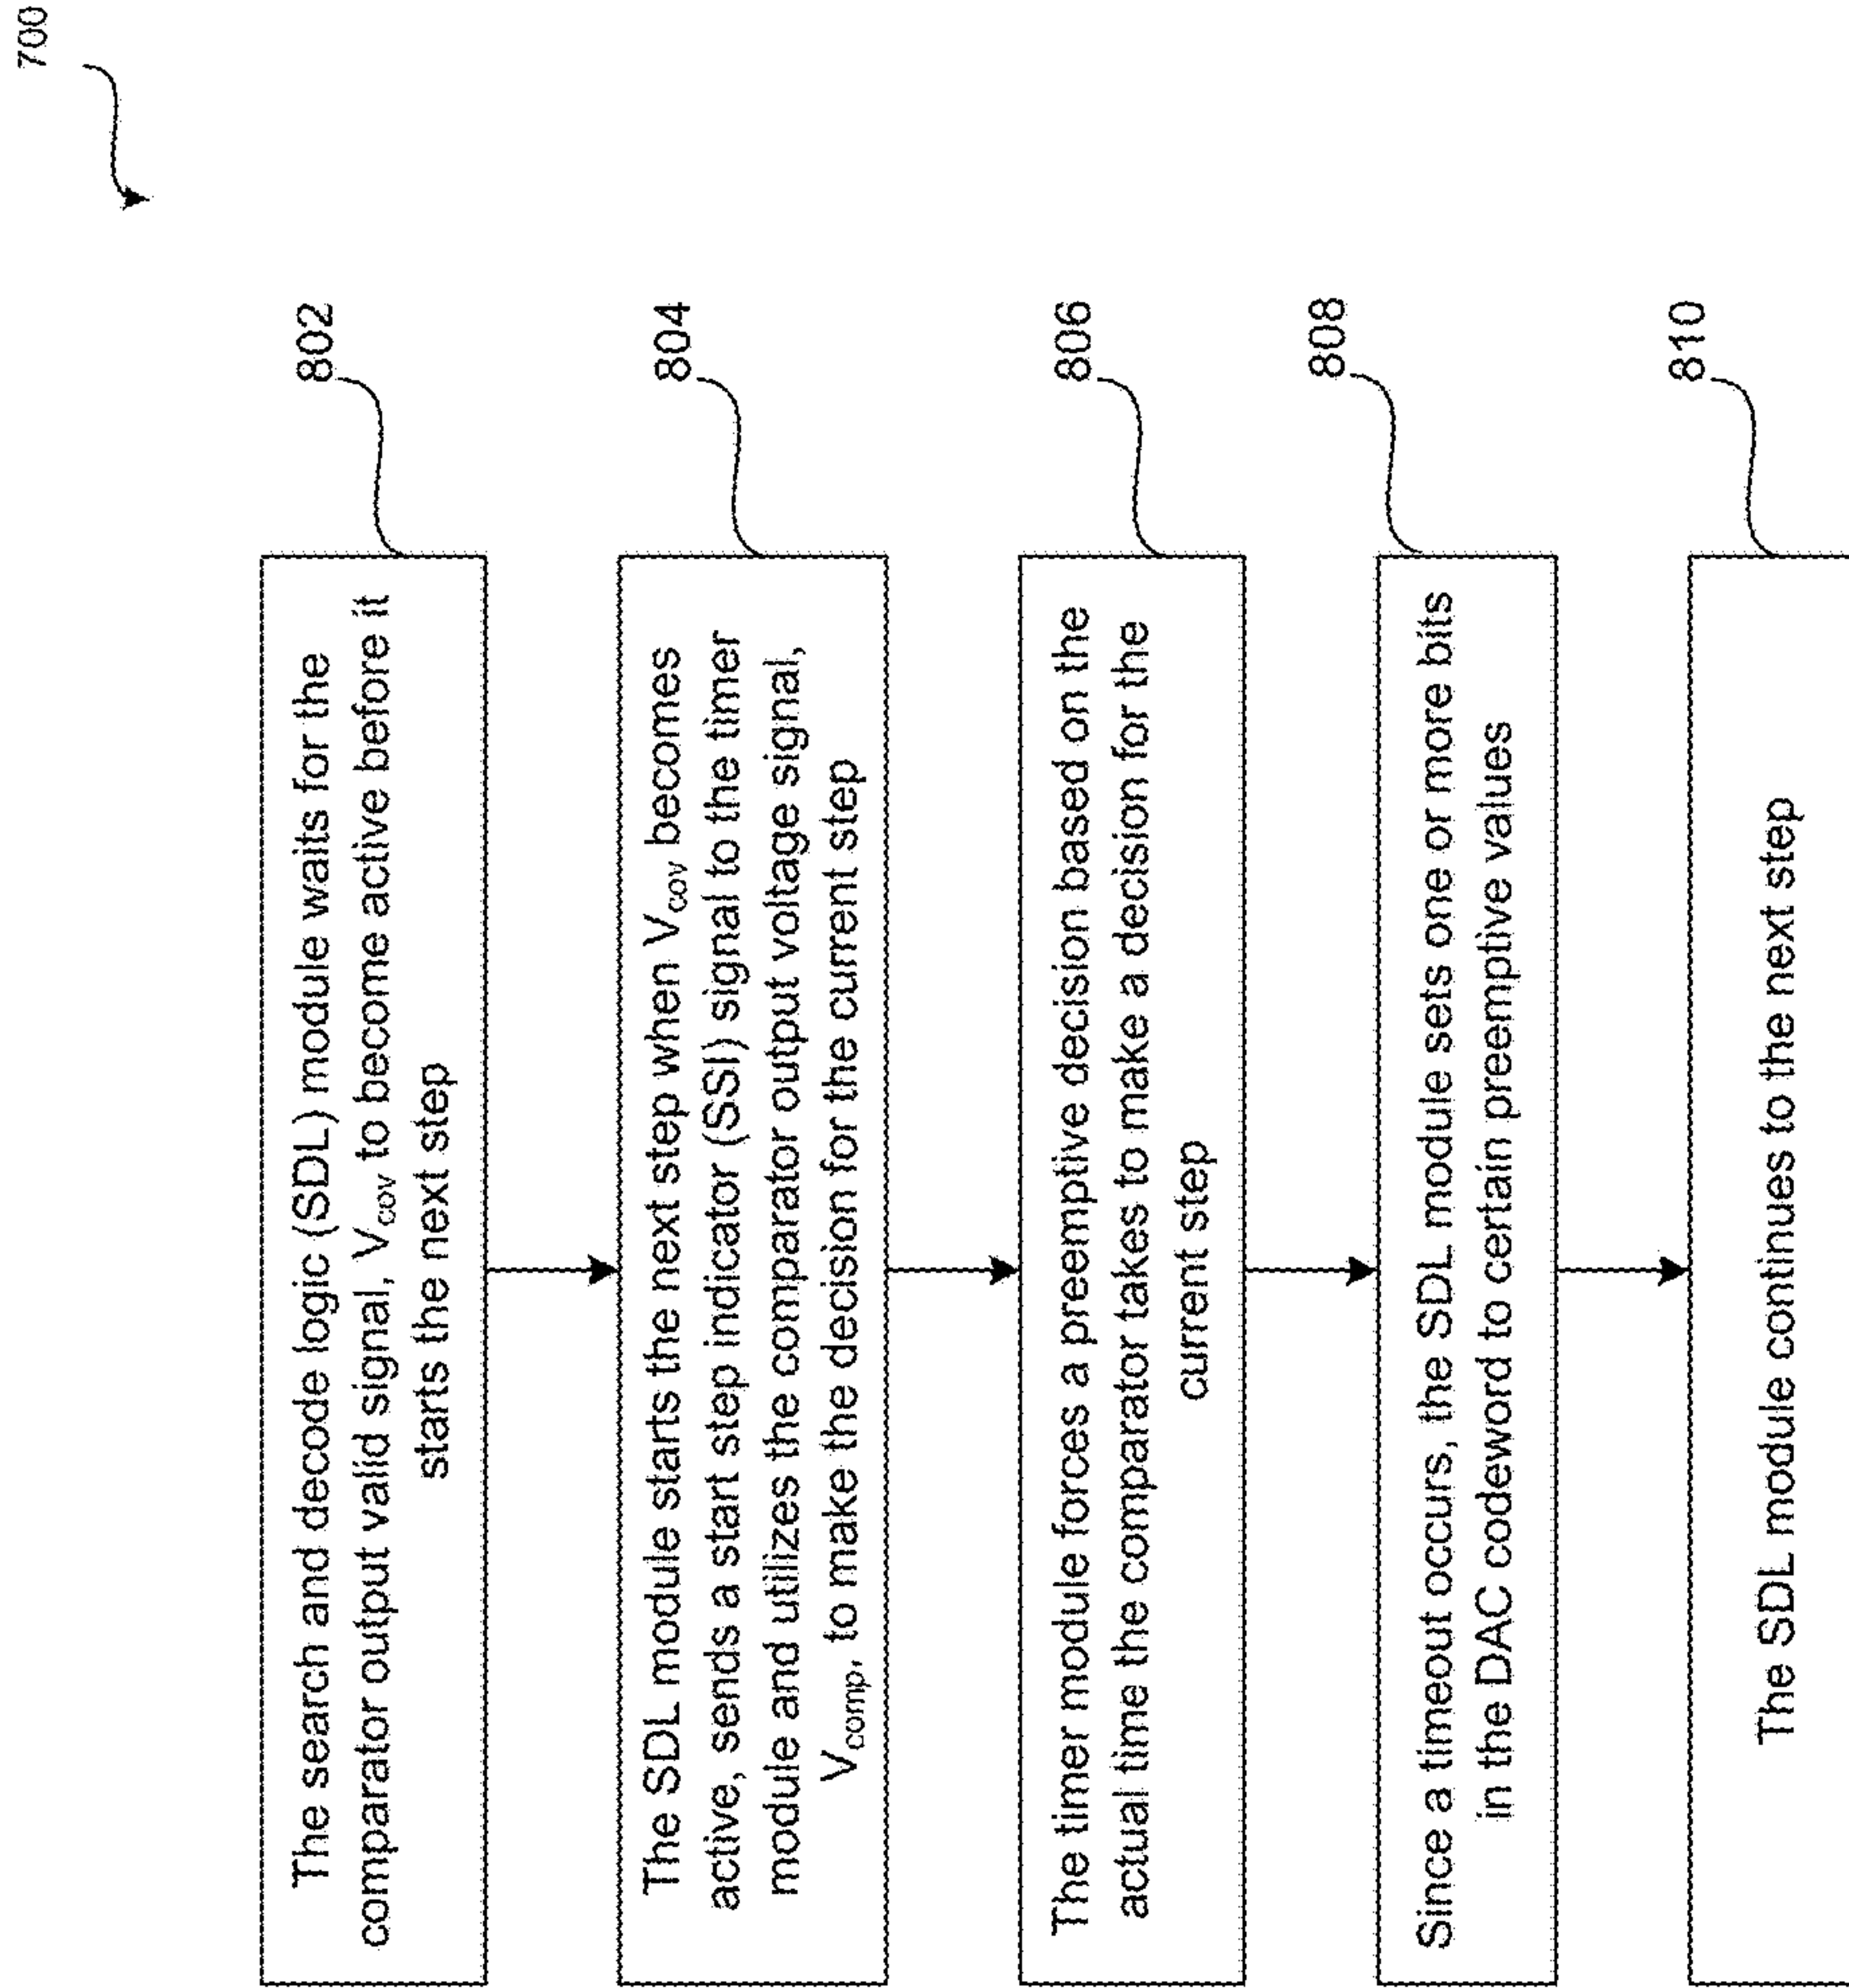 700
802
The search and decode logic (SDL) module waits for the
comparator output valid signal, Vcov to become active before it
starts the next step
804
The SDL module starts the next step when Vcov becomes
active, sends a start step indicator (SSI) signal to the timer
module and utilizes the comparator output voltage signal,
Vcomp, to make the decision for the current step
806
The timer module forces a preemptive decision based on the
actual time the comparator takes to make a decision for the
current step
808
Since a timeout occurs, the SDL module sets one or more bits
in the DAC codeword to certain preemptive values
810
The SDL module continues to the next step